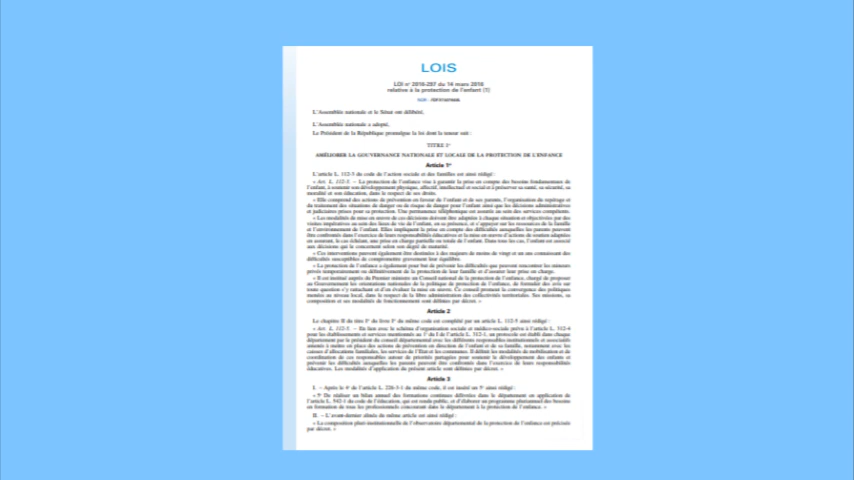 LOIS
LOI n° 2016-297 du 14 mars 2016
relative à la protection de l'enfant (1)
L'Assemblée nationale et le Sénat ont délibéré,
L'Assemblée nationale a adopté,
Le Président de la République promulgue la loi dont la teneur suit :
TITRE Iᵉʳ
AMÉLIORER LA GOUVERNANCE NATIONALE ET LOCALE DE LA PROTECTION DE L'ENFANCE
Article 1ᵉʳ
L'article L. 112-3 du code de l'action sociale et des familles est ainsi rédigé :
« Art. L. 112-3. – La protection de l'enfance vise à garantir la prise en compte des besoins fondamentaux de
l'enfant, à soutenir son développement physique, affectif, intellectuel et social et à préserver sa santé, sa sécurité, sa
moralité et son éducation, dans le respect de ses droits.
« Elle comprend des actions de prévention en faveur de l'enfant et de ses parents, l'organisation du repérage et
du traitement des situations de danger ou de risque de danger pour l'enfant ainsi que les décisions administratives
et judiciaires prises pour sa protection. Une permanence téléphonique est assurée au sein des services compétents.
« Les modalités de mise en œuvre de ces décisions doivent être adaptées à chaque situation et objectivées par des
visites impératives au sein des lieux de vie de l'enfant, en sa présence, et s'appuyer sur les ressources de la famille
et l'environnement de l'enfant. Elles impliquent la prise en compte des difficultés auxquelles les parents peuvent
être confrontés dans l'exercice de leurs responsabilités éducatives et la mise en œuvre d'actions de soutien adaptées
en assurant, le cas échéant, une prise en charge partielle ou totale de l'enfant. Dans tous les cas, l'enfant est associé
aux décisions qui le concernent selon son degré de maturité.
« Ces interventions peuvent également être destinées à des majeurs de moins de vingt et un ans connaissant des
difficultés susceptibles de compromettre gravement leur équilibre.
« La protection de l'enfance a également pour but de prévenir les difficultés que peuvent rencontrer les mineurs
privés temporairement ou définitivement de la protection de leur famille et d'assurer leur prise en charge.
« Il est institué auprès du Premier ministre un Conseil national de la protection de l'enfance, chargé de proposer
au Gouvernement les orientations nationales de la politique de protection de l'enfance, de formuler des avis sur
toute question s'y rattachant et d'en évaluer la mise en œuvre. Ce conseil promeut la convergence des politiques
menées au niveau local, dans le respect de la libre administration des collectivités territoriales. Ses missions, sa
composition et ses modalités de fonctionnement sont définies par décret. »
Article 2
Le chapitre II du titre Iᵉʳ du livre Iᵉʳ du même code est complété par un article L. 112-5 ainsi rédigé :
« Art. L. 112-5. – En lien avec le schéma d'organisation sociale et médico-sociale prévu à l'article L. 312-4
pour les établissements et services mentionnés au 1° du I de l'article L. 312-1, un protocole est établi dans chaque
département par le président du conseil départemental avec les différents responsables institutionnels et associatifs
amenés à mettre en place des actions de prévention en direction de l'enfant et de sa famille, notamment avec les
caisses d'allocations familiales, les services de l'Etat et les communes. Il définit les modalités de mobilisation et de
coordination de ces responsables autour de priorités partagées pour soutenir le développement des enfants et
prévenir les difficultés auxquelles les parents peuvent être confrontés dans l'exercice de leurs responsabilités
éducatives. Les modalités d'application du présent article sont définies par décret. »
Article 3
I. – Après le 4° de l'article L. 226-3-1 du même code, il est inséré un 5° ainsi rédigé :
« 5° De réaliser un bilan annuel des formations continues délivrées dans le département en application de
l'article L. 542-1 du code de l'éducation, qui est rendu public, et d'élaborer un programme pluriannuel des besoins
en formation de tous les professionnels concourant dans le département à la protection de l'enfance. »
II. – L'avant-dernier alinéa du même article est ainsi rédigé :
« La composition pluri-institutionnelle de l'observatoire départemental de la protection de l'enfance est précisée
par décret. »